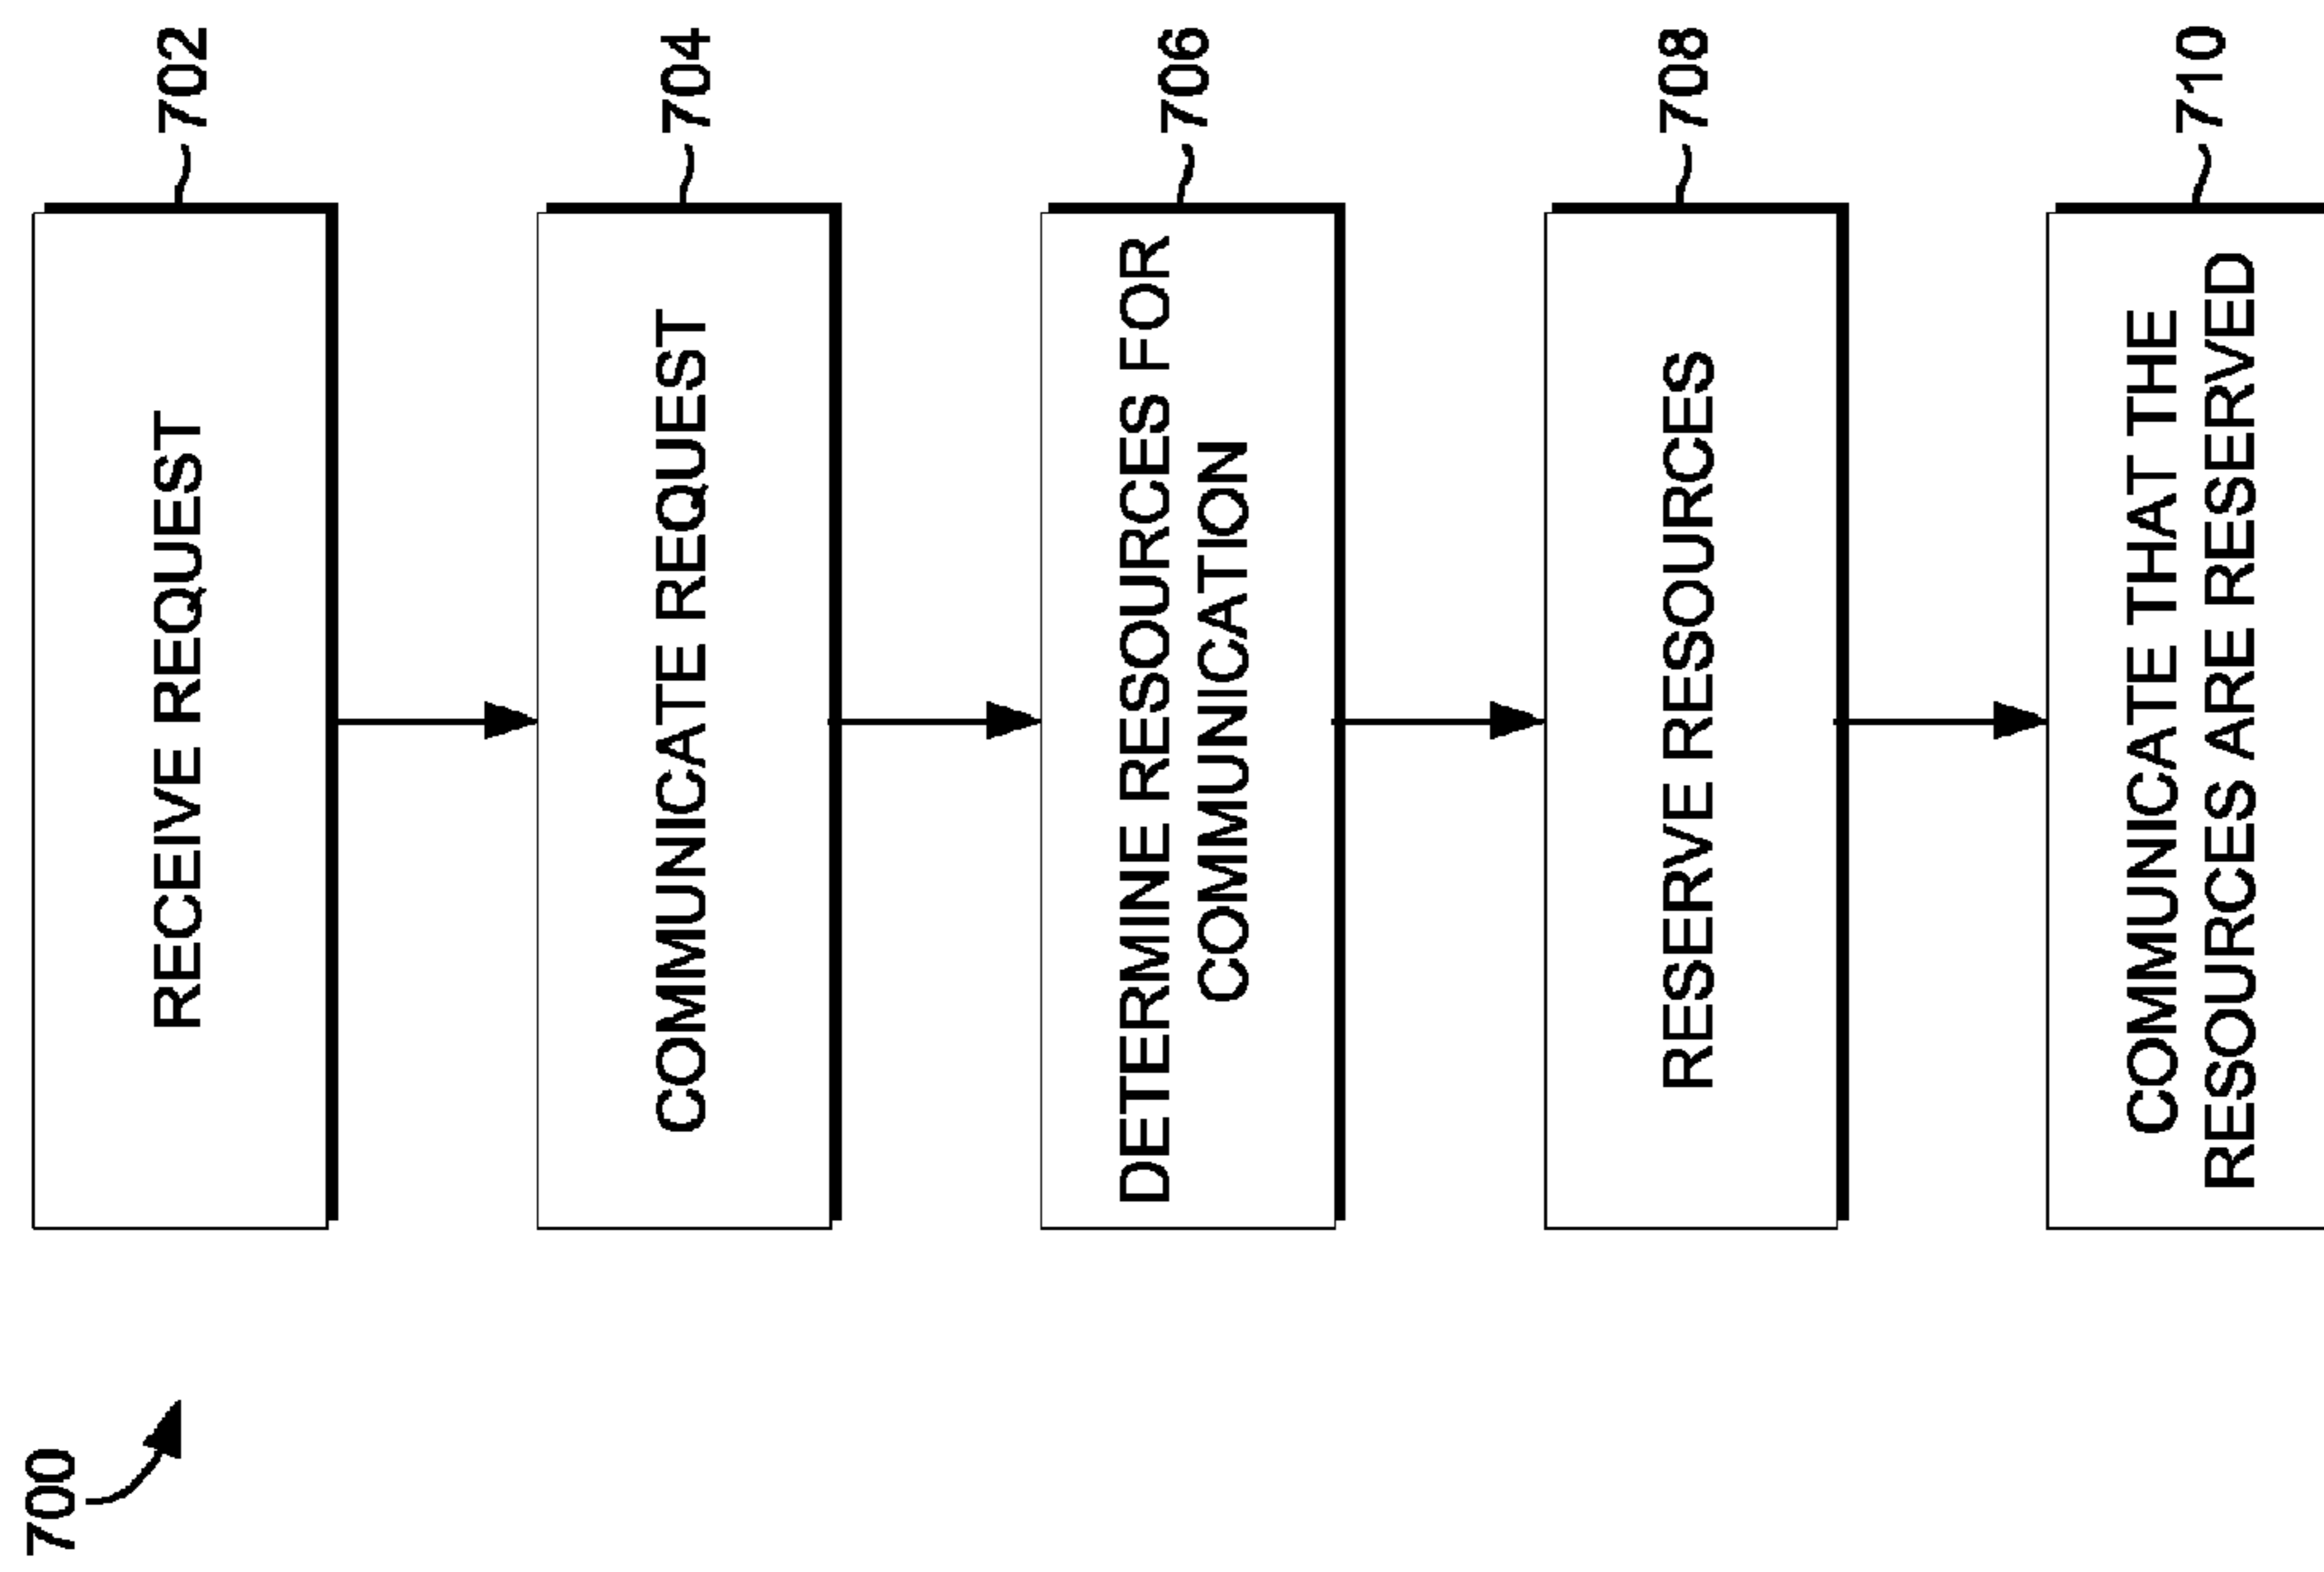 700
RECEIVE REQUEST
702
COMMUNICATE REQUEST
704
DETERMINE RESOURCES FOR
COMMUNICATION
706
RESERVE RESOURCES
708
COMMUNICATE THAT THE
RESOURCES ARE RESERVED
710